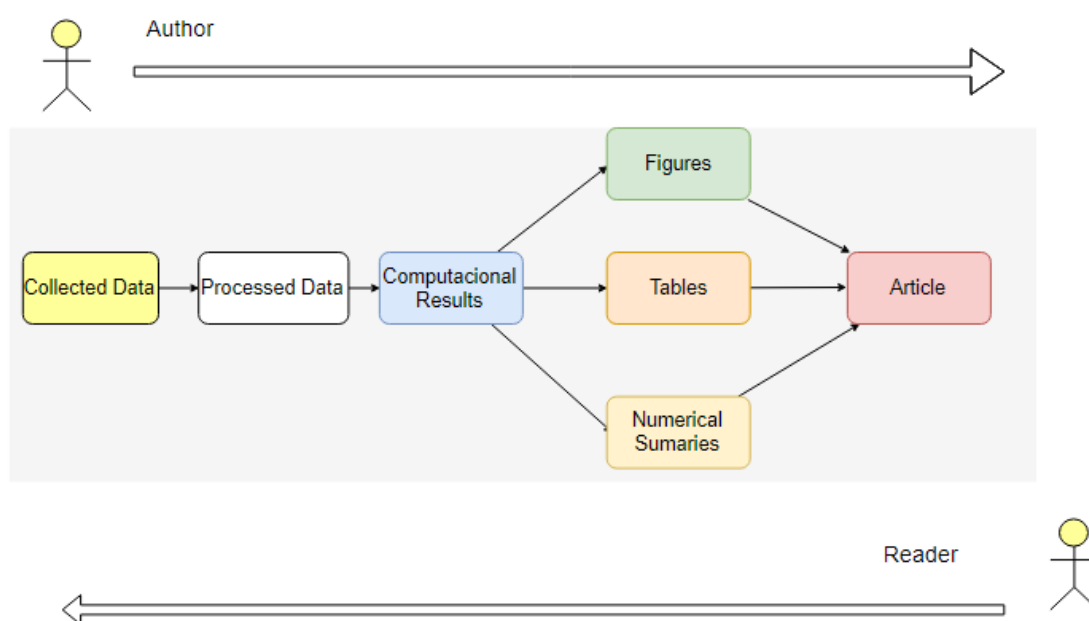 Author
Figures
Collected Data
Processed Data
Computacional
Results
Tables
Article
Numerical
Sumaries
Reader